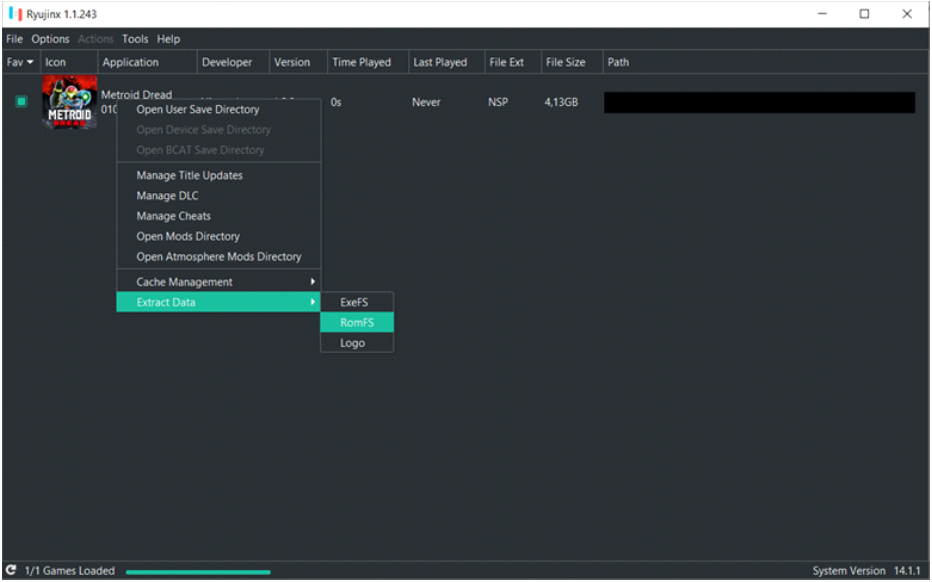 Ryujinx 1.1.243
File Options Actions Tools Help
Fav Icon Application Developer Version Time Played Last Played File Ext File Size Path
Metroid Dread
010
METROID
DREAD
0s Never NSP 4,13GB
Open User Save Directory
Open Device Save Directory
Open BCAT Save Directory
Manage Title Updates
Manage DLC
Manage Cheats
Open Mods Directory
Open Atmosphere Mods Directory
Cache Management
Extract Data
ExeFS
RomFS
Logo
1/1 Games Loaded
System Version 14.1.1